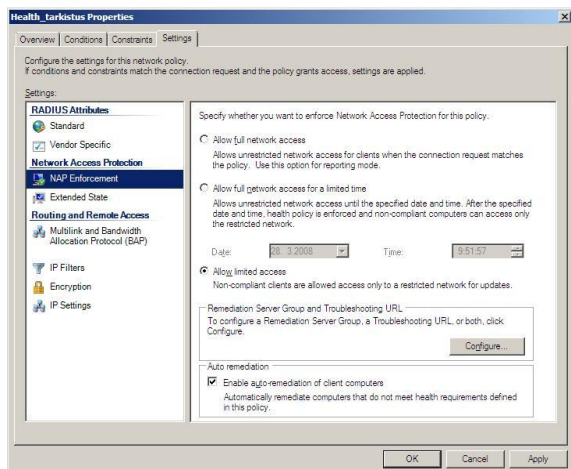 Health_tarkistus Properties
Overview Conditions Constraints Settings
Configure the settings for this network policy.
If conditions and constraints match the connection request and the policy grants access, settings are applied.
Settings:
RADIUS Attributes
Standard
Vendor Specific
Network Access Protection
NAP Enforcement
Extended State
Routing and Remote Access
Multilink and Bandwidth
Allocation Protocol (BAP)
IP Filters
Encryption
IP Settings
Specify whether you want to enforce Network Access Protection for this policy.
Allow full network access
Allows unrestricted network access for clients when the connection request matches
the policy. Use this option for reporting mode.
Allow full network access for a limited time
Allows unrestricted network access until the specified date and time. After the specified
date and time, health policy is enforced and non-compliant computers can access only
the restricted network.
Date: 28. 3.2008 Time: 9:51:57
Allow limited access
Non-compliant clients are allowed access only to a restricted network for updates.
Remediation Server Group and Troubleshooting URL
To configure a Remediation Server Group, a Troubleshooting URL, or both, click
Configure.
Configure...
Auto remediation
Enable auto-remediation of client computers
Automatically remediate computers that do not meet health requirements defined
in this policy.
OK Cancel Apply